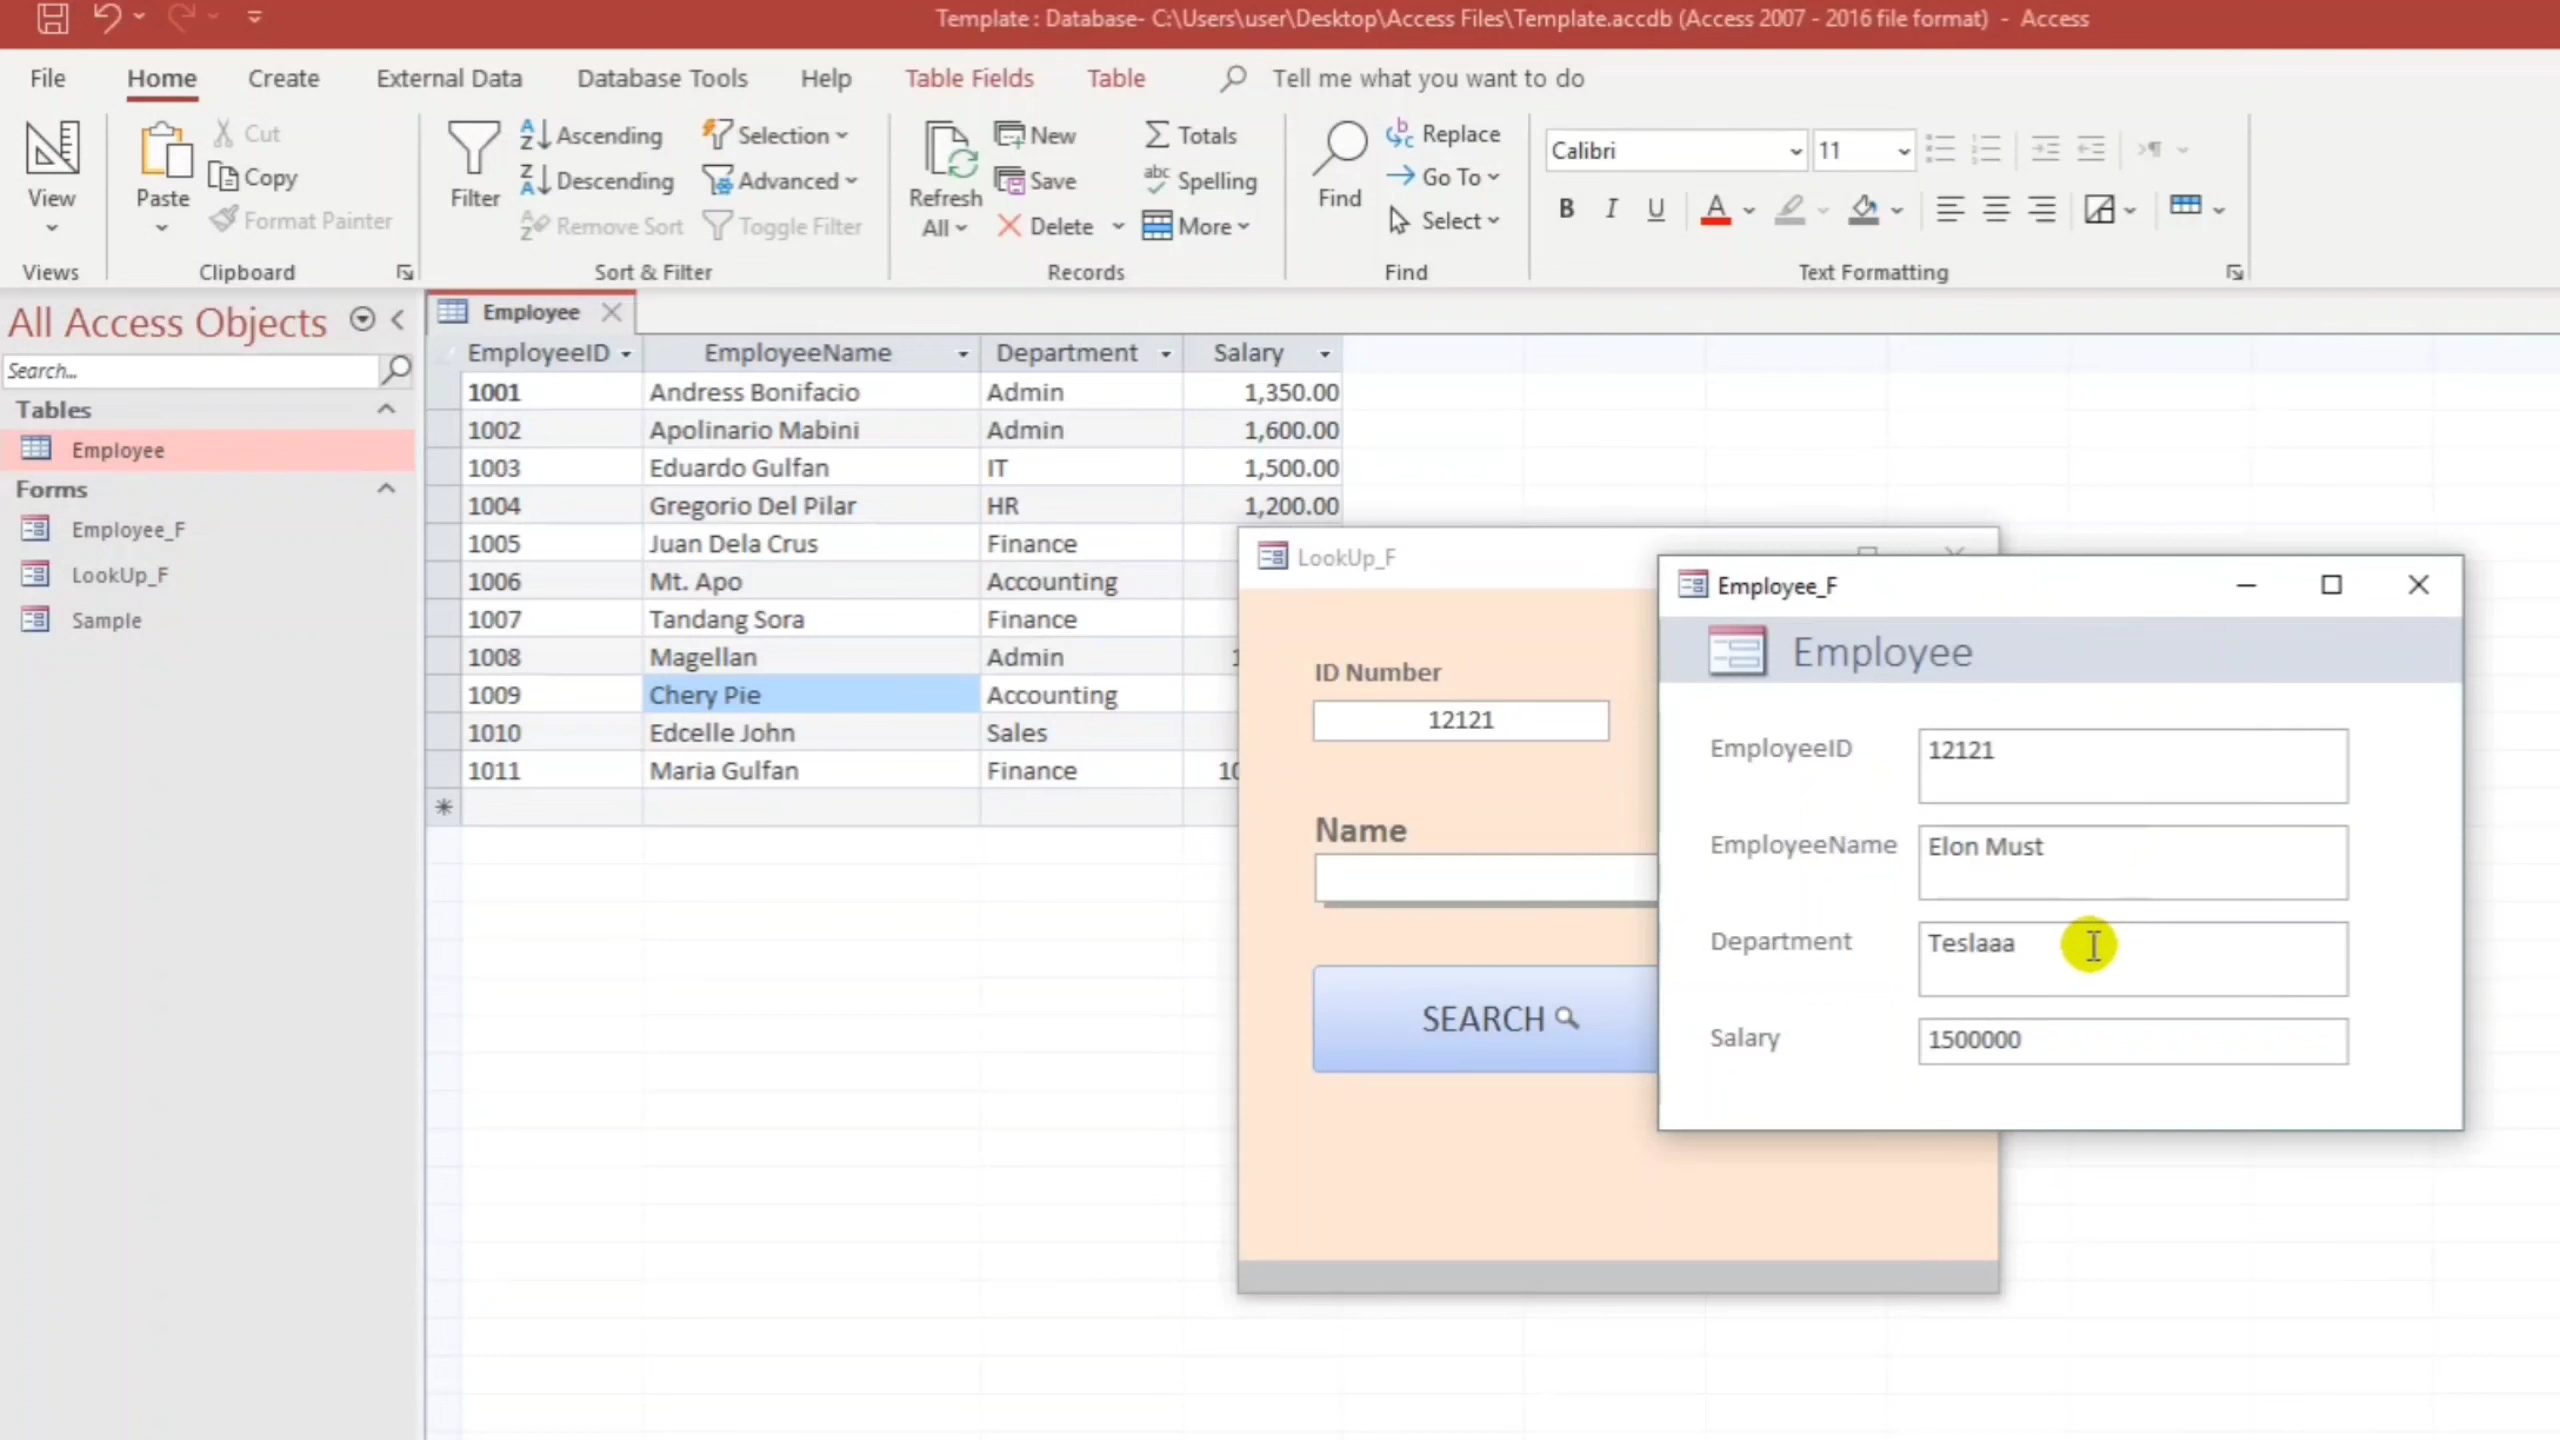 Template : Database- C:\Users\user\Desktop\Access Files\Template.accdb (Access 2007 - 2016 file format) - Access
File Home Create External Data Database Tools Help Table Fields Table Tell me what you want to do
View
Views
Paste
Cut
Copy
Format Painter
Clipboard
Filter
Ascending
Descending
Remove Sort
Selection
Advanced
Toggle Filter
Sort & Filter
Refresh
All
New
Save
Delete
Totals
Spelling
More
Records
Find
Replace
Go To
Select
Find
Calibri 11
B I U A
Text Formatting
All Access Objects
Search...
Tables
Employee
Forms
Employee_F
LookUp_F
Sample
Employee
EmployeeID EmployeeName Department Salary
1001 Andress Bonifacio Admin 1,350.00
1002 Apolinario Mabini Admin 1,600.00
1003 Eduardo Gulfan IT 1,500.00
1004 Gregorio Del Pilar HR 1,200.00
1005 Juan Dela Crus Finance
1006 Mt. Apo Accounting
1007 Tandang Sora Finance
1008 Magellan Admin
1009 Chery Pie Accounting
1010 Edcelle John Sales
1011 Maria Gulfan Finance
LookUp_F
ID Number
12121
Name
SEARCH
Employee_F
Employee
EmployeeID 12121
EmployeeName Elon Must
Department Teslaaa
Salary 1500000